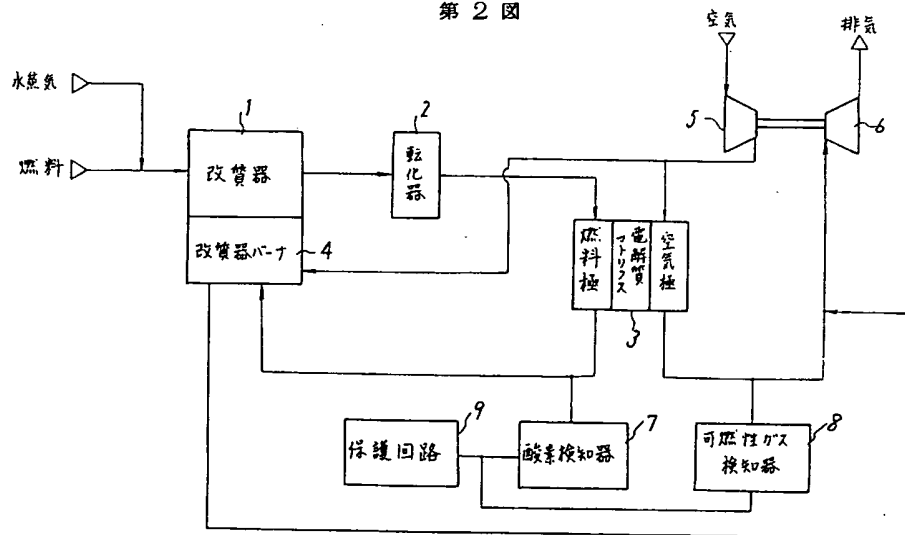 第2図
空気
排気
水蒸気
燃料
1
改質器
改質器バーナ
4
2
転化器
5
6
燃料極
電解質
マトリックス
空気極
3
9
保護回路
7
酸素検知器
8
可燃性ガス
検知器